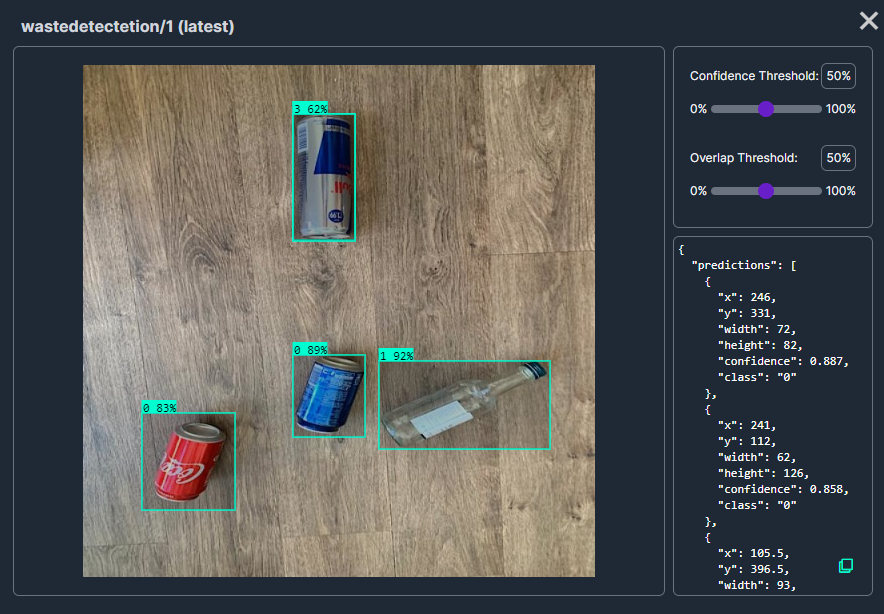 wastedetectetion/1 (latest)
Confidence Threshold: 50%
0% 100%
Overlap Threshold: 50%
0% 100%
3 62%
0 89%
1 92%
0 83%
Coca
{
"predictions": [
{
"x": 246,
"y": 331,
"width": 72,
"height": 82,
"confidence": 0.887,
"class": "0"
},
{
"x": 241,
"y": 112,
"width": 62,
"height": 126,
"confidence": 0.858,
"class": "0"
},
{
"x": 105.5,
"y": 396.5,
"width": 93,